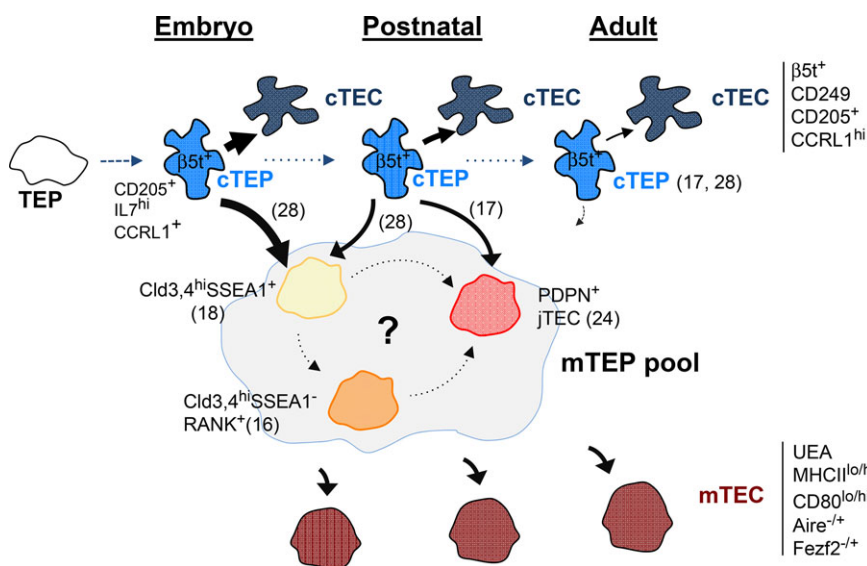 Embryo Postnatal Adult
cTEC cTEC cTEC
β5t⁺
CD249
CD205⁺
CCRL1ʰⁱ
TEP
β5t⁺ β5t⁺ β5t⁺
cTEP cTEP cTEP (17, 28)
CD205⁺
IL7ʰⁱ
CCRL1⁺
(28) (28) (17)
Cld3,4ʰⁱSSEA1⁺
(18)
PDPN⁺
jTEC (24)
?
mTEP pool
Cld3,4ʰⁱSSEA1⁻
RANK⁺(16)
mTEC
UEA
MHCIIˡᵒ/ʰ
CD80ˡᵒ/ʰⁱ
Aire⁻/⁺
Fezf2⁻/⁺